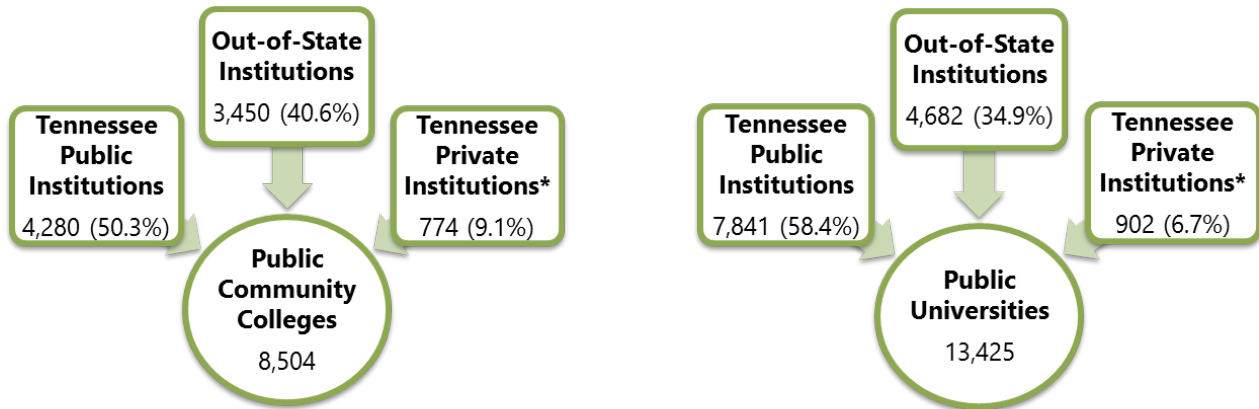 Out-of-State
Institutions
3,450 (40.6%)
Tennessee
Public
Institutions
4,280 (50.3%)
Tennessee
Private
Institutions*
774 (9.1%)
Public
Community
Colleges
8,504
Out-of-State
Institutions
4,682 (34.9%)
Tennessee
Public
Institutions
7,841 (58.4%)
Tennessee
Private
Institutions*
902 (6.7%)
Public
Universities
13,425